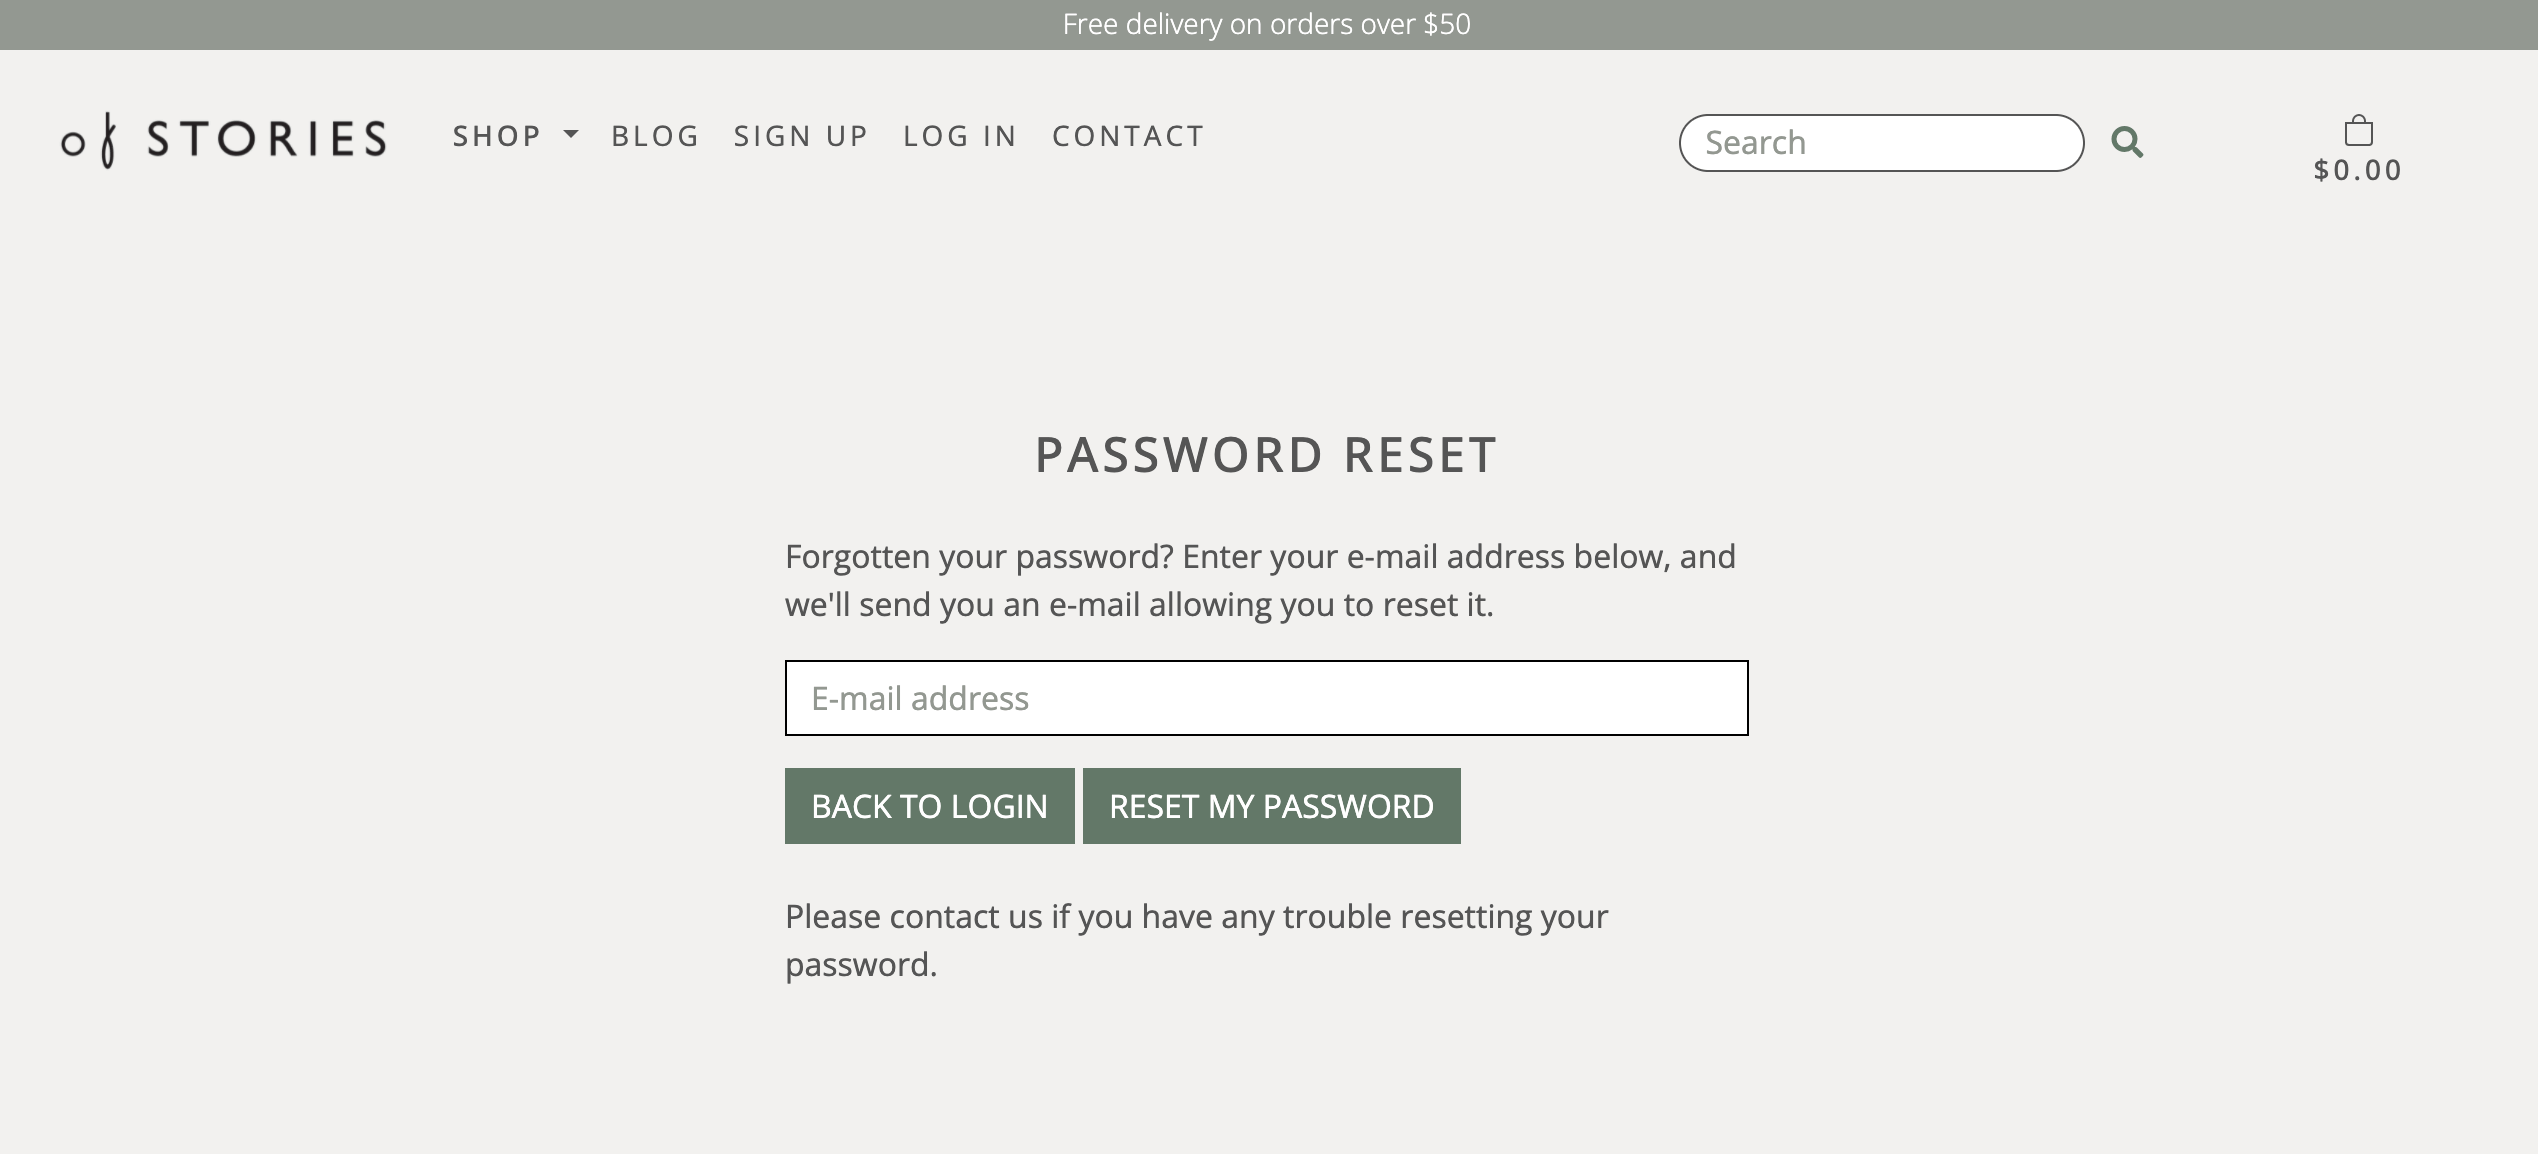 Free delivery on orders over $50
of STORIES
SHOP
BLOG
SIGN UP
LOG IN
CONTACT
Search
$0.00
PASSWORD RESET
Forgotten your password? Enter your e-mail address below, and
we'll send you an e-mail allowing you to reset it.
E-mail address
BACK TO LOGIN
RESET MY PASSWORD
Please contact us if you have any trouble resetting your
password.